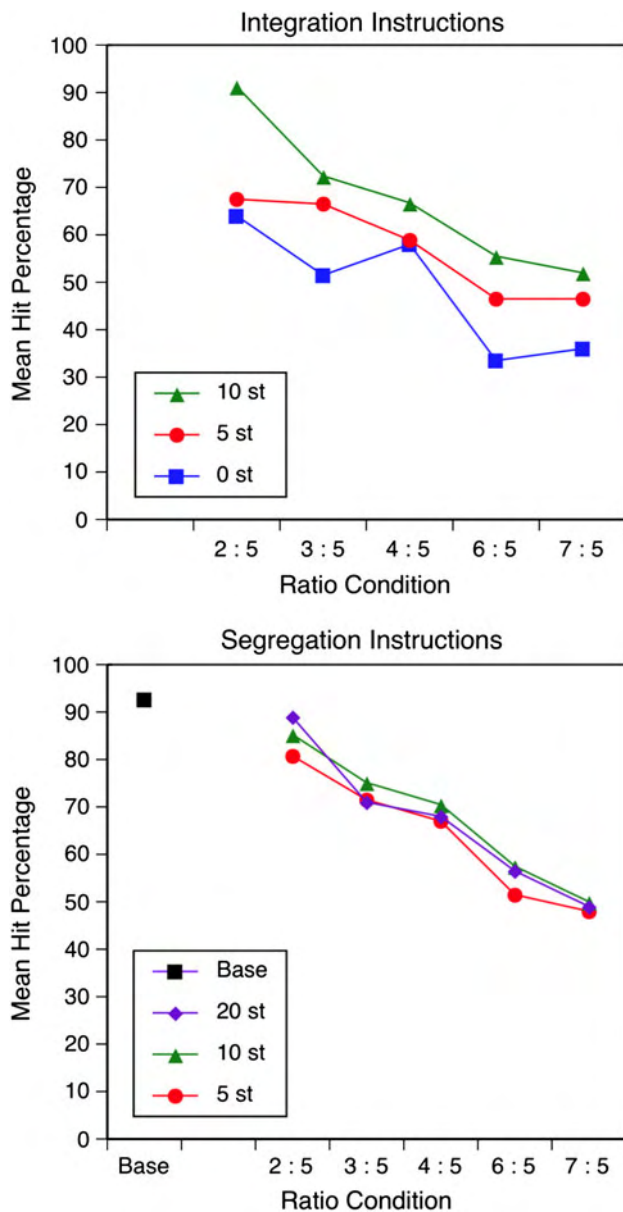 Integration Instructions
100
90
80
70
60
50
40
30
20
10
0
Mean Hit Percentage
10 st
5 st
0 st
2 : 5 3 : 5 4 : 5 6 : 5 7 : 5
Ratio Condition
Segregation Instructions
100
90
80
70
60
50
40
30
20
10
0
Mean Hit Percentage
Base
20 st
10 st
5 st
Base 2 : 5 3 : 5 4 : 5 6 : 5 7 : 5
Ratio Condition